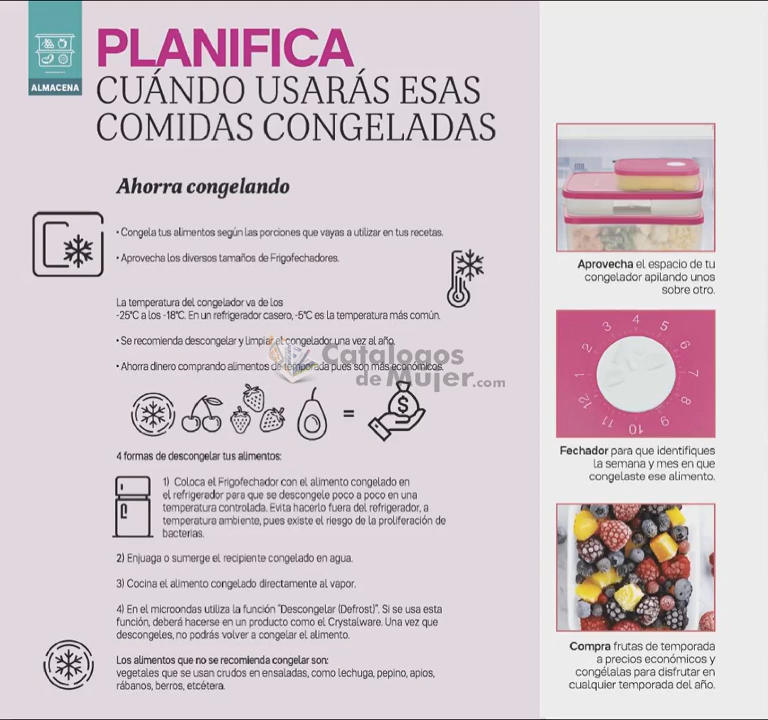 ALMACENA
PLANIFICA
CUÁNDO USARÁS ESAS
COMIDAS CONGELADAS
Ahorra congelando
• Congela tus alimentos según las porciones que vayas a utilizar en tus recetas.
• Aprovecha los diversos tamaños de Frigofechadores.
La temperatura del congelador va de los
-25°C a los -18°C. En un refrigerador casero, -5°C es la temperatura más común.
• Se recomienda descongelar y limpiar el congelador una vez al año.
• Ahorra dinero comprando alimentos de temporada pues son más económicos.
Catalogos
de Mujer.com
=
$
4 formas de descongelar tus alimentos:
1) Coloca el Frigofechador con el alimento congelado en
el refrigerador para que se descongele poco a poco en una
temperatura controlada. Evita hacerlo fuera del refrigerador, a
temperatura ambiente, pues existe el riesgo de la proliferación de
bacterias.
2) Enjuaga o sumerge el recipiente congelado en agua.
3) Cocina el alimento congelado directamente al vapor.
4) En el microondas utiliza la función "Descongelar (Defrost)". Si se usa esta
función, deberá hacerse en un producto como el Crystalware. Una vez que
descongeles, no podrás volver a congelar el alimento.
Los alimentos que no se recomienda congelar son:
vegetales que se usan crudos en ensaladas, como lechuga, pepino, apios,
rábanos, berros, etcétera.
Aprovecha el espacio de tu
congelador apilando unos
sobre otro.
1 2 3 4 5 6 7 8 9 10 11 12
Fechador para que identifiques
la semana y mes en que
congelaste ese alimento.
Compra frutas de temporada
a precios económicos y
congélalas para disfrutar en
cualquier temporada del año.